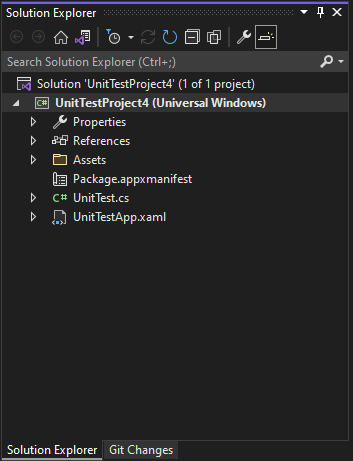 Solution Explorer
Search Solution Explorer (Ctrl+;)
Solution 'UnitTestProject4' (1 of 1 project)
C# UnitTestProject4 (Universal Windows)
Properties
References
Assets
Package.appxmanifest
C# UnitTest.cs
UnitTestApp.xaml
Solution Explorer Git Changes